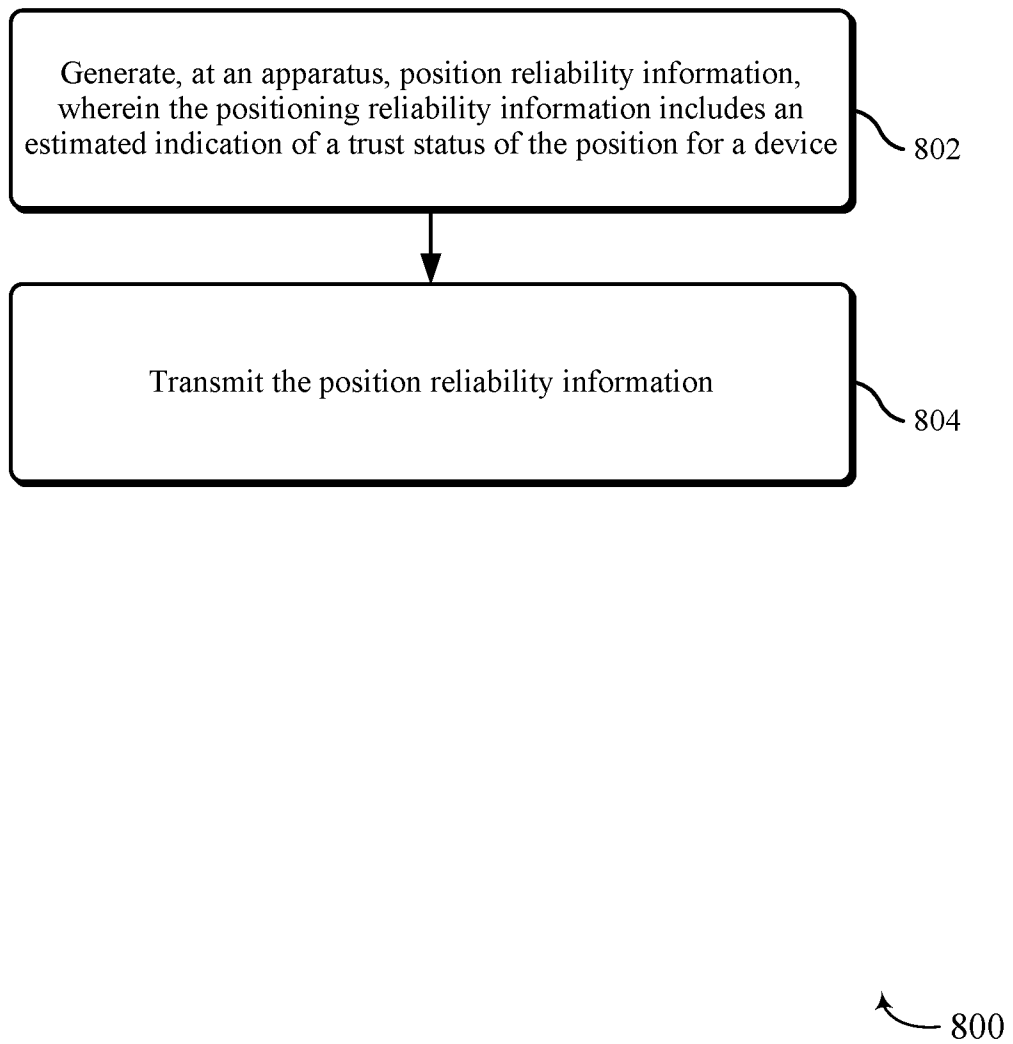 Generate, at an apparatus, position reliability information,
wherein the positioning reliability information includes an
estimated indication of a trust status of the position for a device
802
Transmit the position reliability information
804
800